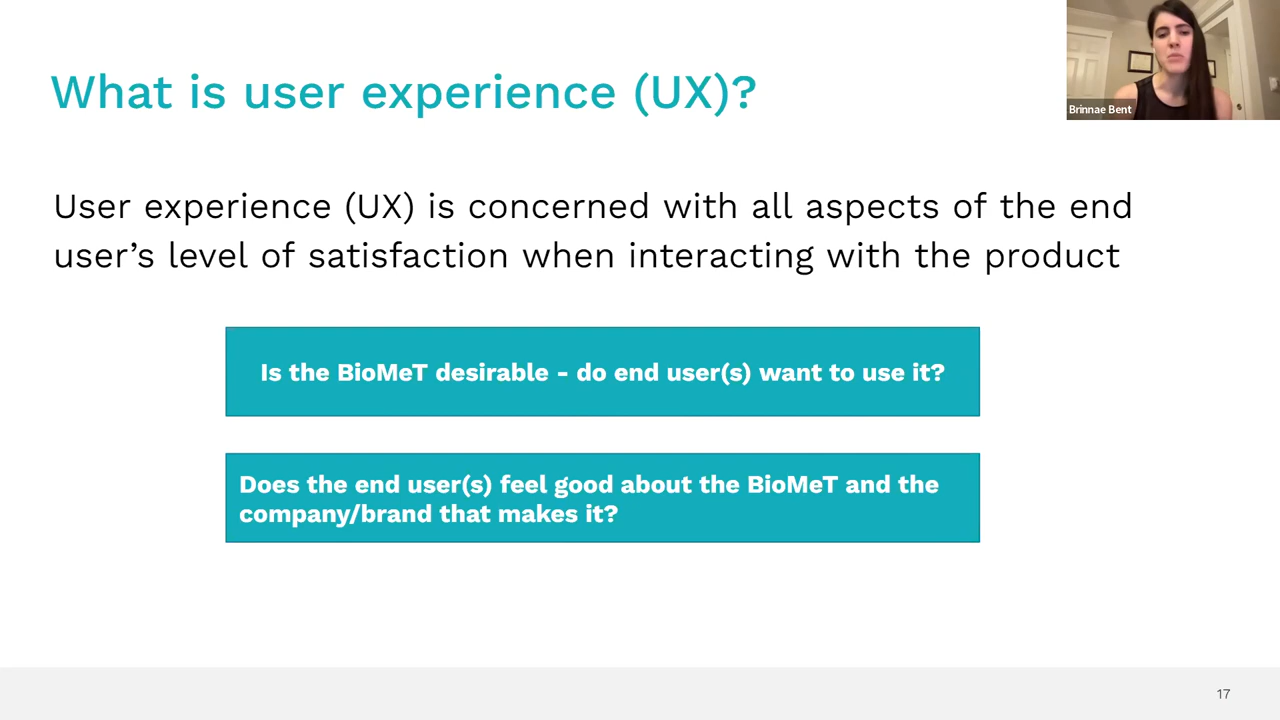 What is user experience (UX)?
Brinnae Bent
User experience (UX) is concerned with all aspects of the end
user’s level of satisfaction when interacting with the product
Is the BioMeT desirable - do end user(s) want to use it?
Does the end user(s) feel good about the BioMeT and the
company/brand that makes it?
17